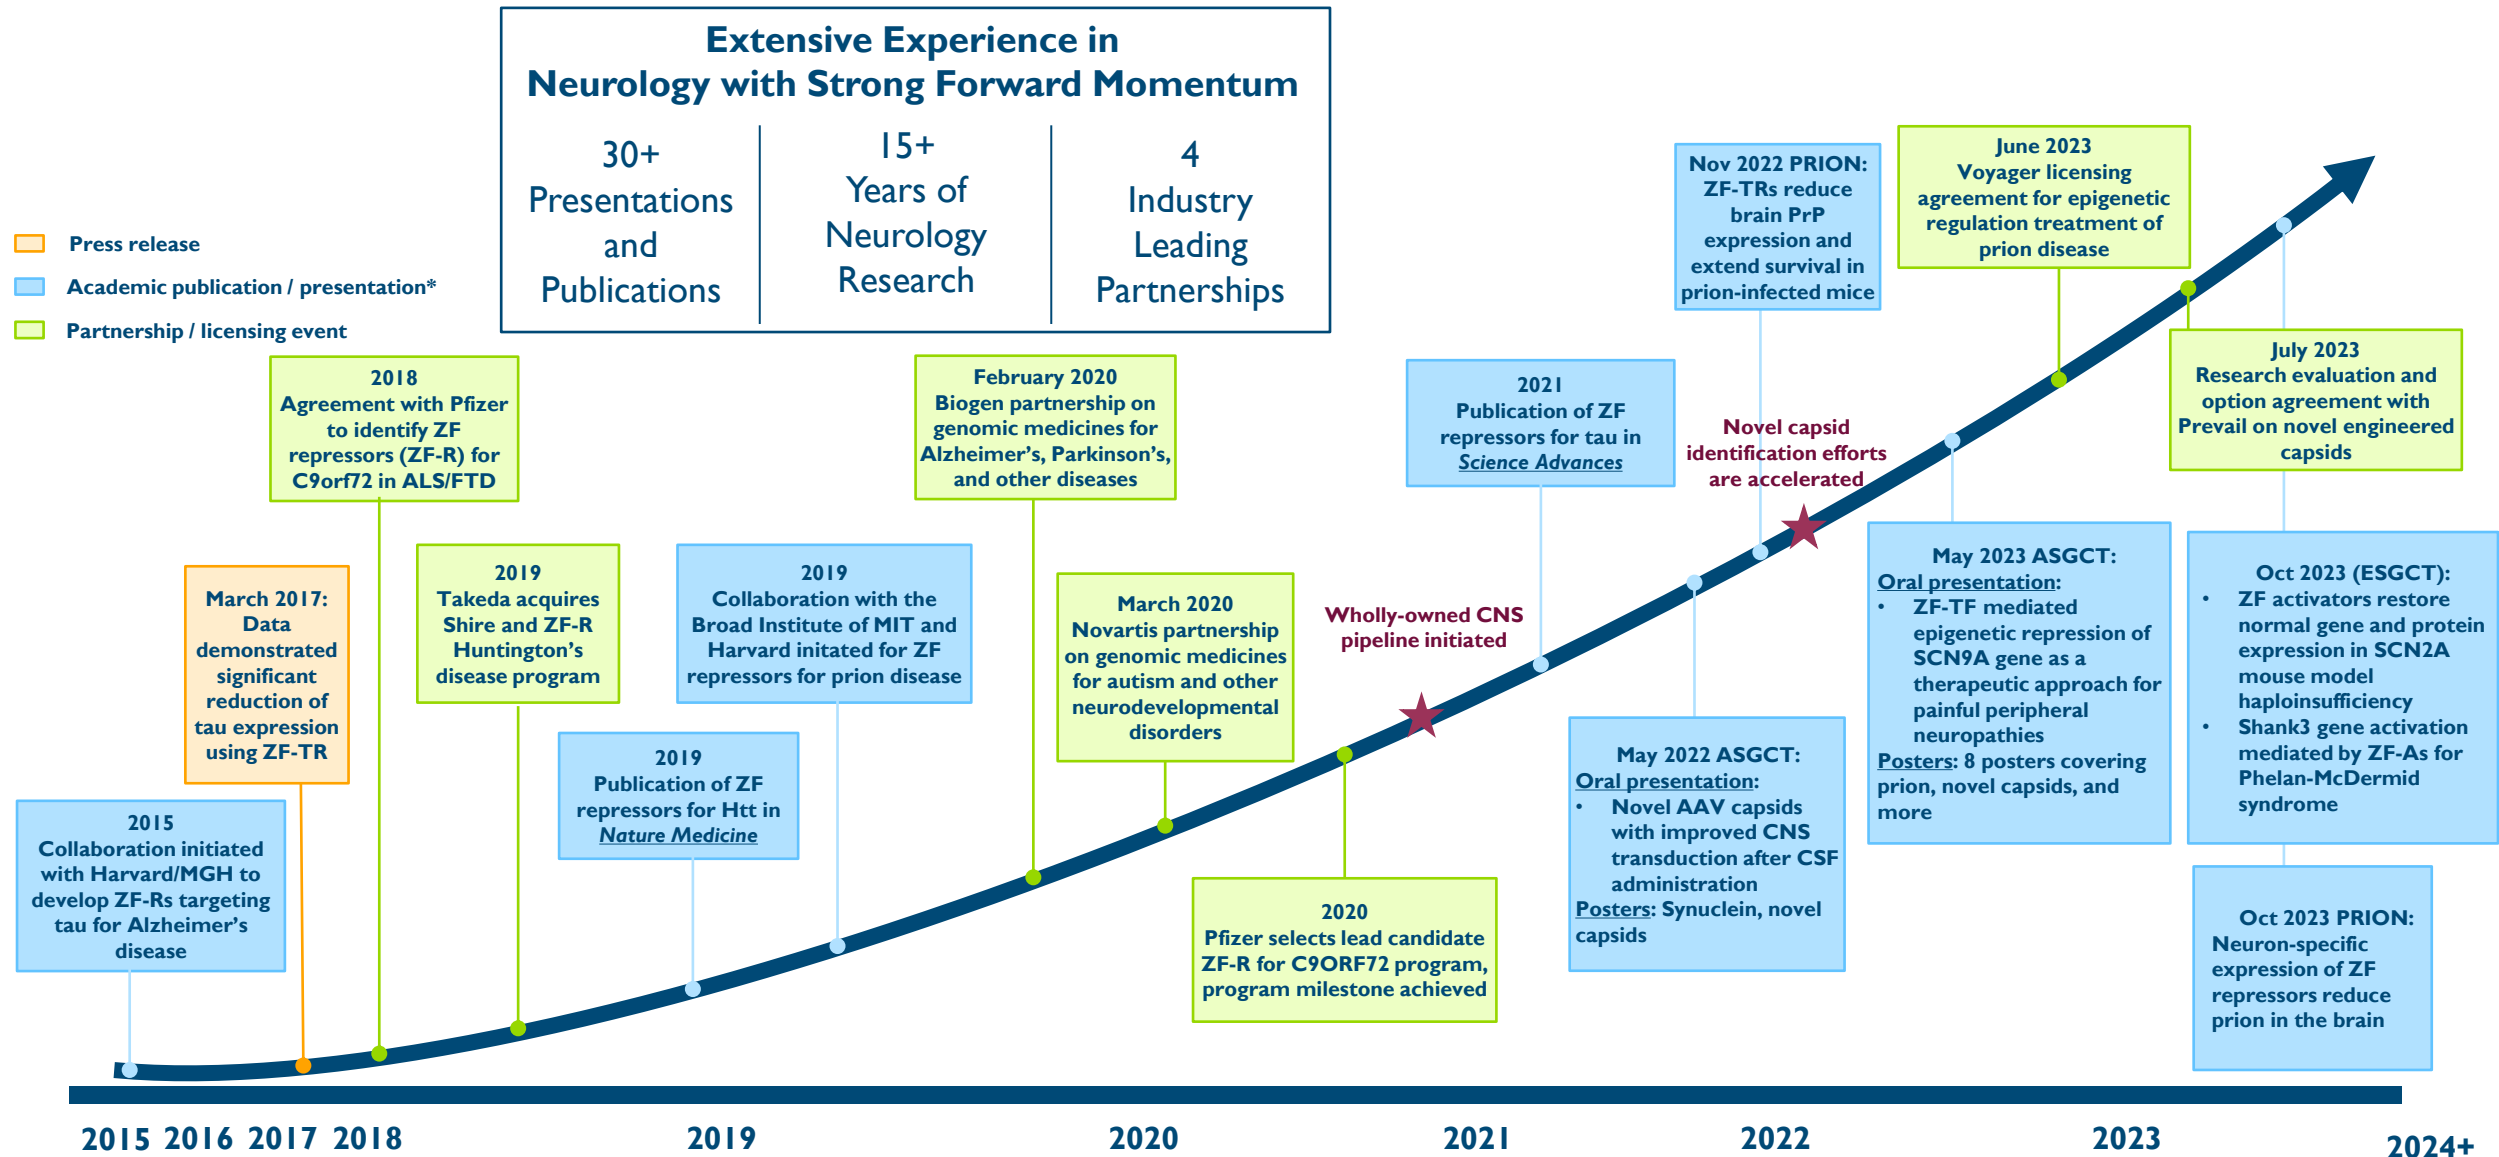 Extensive Experience in
Neurology with Strong Forward Momentum
30+
Presentations
and
Publications
15+
Years of
Neurology
Research
4
Industry
Leading
Partnerships
Press release
Academic publication / presentation*
Partnership / licensing event
2015
Collaboration initiated
with Harvard/MGH to
develop ZF-Rs targeting
tau for Alzheimer's
disease
March 2017:
Data
demonstrated
significant
reduction of
tau expression
using ZF-TR
2018
Agreement with Pfizer
to identify ZF
repressors (ZF-R) for
C9orf72 in ALS/FTD
2019
Takeda acquires
Shire and ZF-R
Huntington's
disease program
2019
Publication of ZF
repressors for Htt in
Nature Medicine
2019
Collaboration with the
Broad Institute of MIT and
Harvard initated for ZF
repressors for prion disease
February 2020
Biogen partnership on
genomic medicines for
Alzheimer's, Parkinson's,
and other diseases
March 2020
Novartis partnership
on genomic medicines
for autism and other
neurodevelopmental
disorders
2020
Pfizer selects lead candidate
ZF-R for C9ORF72 program,
program milestone achieved
Wholly-owned CNS
pipeline initiated
2021
Publication of ZF
repressors for tau in
Science Advances
May 2022 ASGCT:
Oral presentation:
• Novel AAV capsids
with improved CNS
transduction after CSF
administration
Posters: Synuclein, novel
capsids
Nov 2022 PRION:
ZF-TRs reduce
brain PrP
expression and
extend survival in
prion-infected mice
Novel capsid
identification efforts
are accelerated
May 2023 ASGCT:
Oral presentation:
• ZF-TF mediated
epigenetic repression of
SCN9A gene as a
therapeutic approach for
painful peripheral
neuropathies
Posters: 8 posters covering
prion, novel capsids, and
more
June 2023
Voyager licensing
agreement for epigenetic
regulation treatment of
prion disease
July 2023
Research evaluation and
option agreement with
Prevail on novel engineered
capsids
Oct 2023 (ESGCT):
• ZF activators restore
normal gene and protein
expression in SCN2A
mouse model
haploinsufficiency
• Shank3 gene activation
mediated by ZF-As for
Phelan-McDermid
syndrome
Oct 2023 PRION:
Neuron-specific
expression of ZF
repressors reduce
prion in the brain
2015 2016 2017 2018 2019 2020 2021 2022 2023 2024+